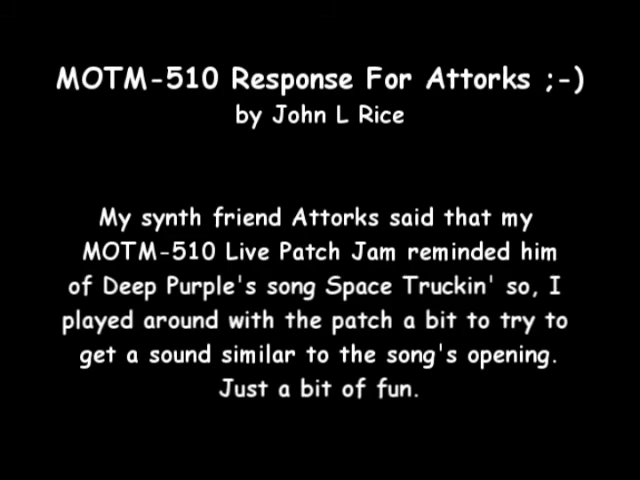 MOTM-510 Response For Attorks ;-)
by John L Rice
My synth friend Attorks said that my
MOTM-510 Live Patch Jam reminded him
of Deep Purple's song Space Truckin' so, I
played around with the patch a bit to try to
get a sound similar to the song's opening.
Just a bit of fun.